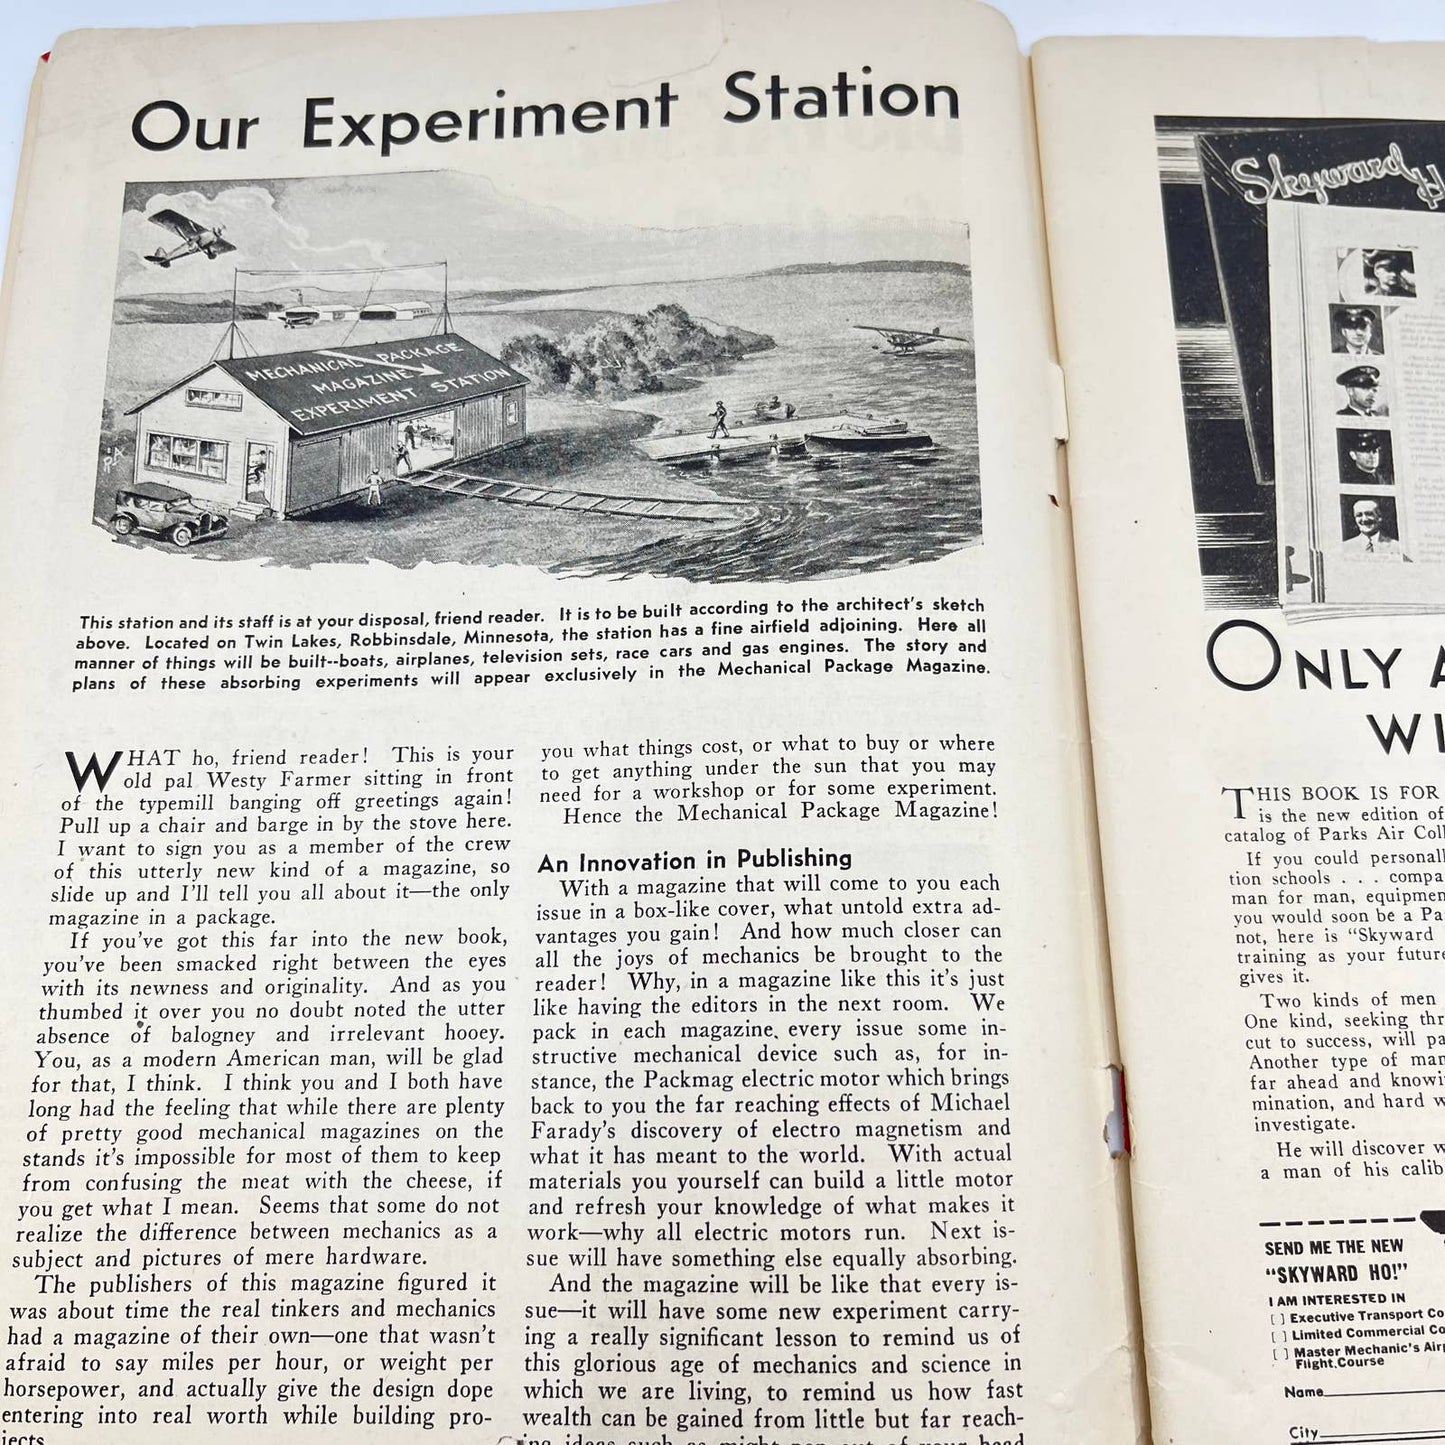 Our Experiment Station
MECHANICAL PACKAGE
MAGAZINE
EXPERIMENT STATION
This station and its staff is at your disposal, friend reader. It is to be built according to the architect's sketch
above. Located on Twin Lakes, Robbinsdale, Minnesota, the station has a fine airfield adjoining. Here all
manner of things will be built--boats, airplanes, television sets, race cars and gas engines. The story and
plans of these absorbing experiments will appear exclusively in the Mechanical Package Magazine.
WHAT ho, friend reader! This is your
old pal Westy Farmer sitting in front
of the typemill banging off greetings again!
Pull up a chair and barge in by the stove here.
I want to sign you as a member of the crew
of this utterly new kind of a magazine, so
slide up and I'll tell you all about it—the only
magazine in a package.
If you've got this far into the new book,
you've been smacked right between the eyes
with its newness and originality. And as you
thumbed it over you no doubt noted the utter
absence of balogney and irrelevant hooey.
You, as a modern American man, will be glad
for that, I think. I think you and I both have
long had the feeling that while there are plenty
of pretty good mechanical magazines on the
stands it's impossible for most of them to keep
from confusing the meat with the cheese, if
you get what I mean. Seems that some do not
realize the difference between mechanics as a
subject and pictures of mere hardware.
The publishers of this magazine figured it
was about time the real tinkers and mechanics
had a magazine of their own—one that wasn't
afraid to say miles per hour, or weight per
horsepower, and actually give the design dope
entering into real worth while building pro-
jects.
you what things cost, or what to buy or where
to get anything under the sun that you may
need for a workshop or for some experiment.
Hence the Mechanical Package Magazine!
An Innovation in Publishing
With a magazine that will come to you each
issue in a box-like cover, what untold extra ad-
vantages you gain! And how much closer can
all the joys of mechanics be brought to the
reader! Why, in a magazine like this it's just
like having the editors in the next room. We
pack in each magazine, every issue some in-
structive mechanical device such as, for in-
stance, the Packmag electric motor which brings
back to you the far reaching effects of Michael
Farady's discovery of electro magnetism and
what it has meant to the world. With actual
materials you yourself can build a little motor
and refresh your knowledge of what makes it
work—why all electric motors run. Next is-
sue will have something else equally absorbing.
And the magazine will be like that every is-
sue—it will have some new experiment carry-
ing a really significant lesson to remind us of
this glorious age of mechanics and science in
which we are living, to remind us how fast
wealth can be gained from little but far reach-
ing ideas such as might pop out of your head
Skyward H
ONLY A
WI
THIS BOOK IS FOR
is the new edition of
catalog of Parks Air Coll
If you could personall
tion schools . . . compa
man for man, equipmen
you would soon be a Pa
not, here is "Skyward
training as your future
gives it.
Two kinds of men
One kind, seeking thr
cut to success, will pa
Another type of man
far ahead and knowi
mination, and hard w
investigate.
He will discover w
a man of his calib
SEND ME THE NEW
"SKYWARD HO!"
I AM INTERESTED IN
[ ] Executive Transport Co
[ ] Limited Commercial Co
[ ] Master Mechanic's Airp
Flight Course
Name
City